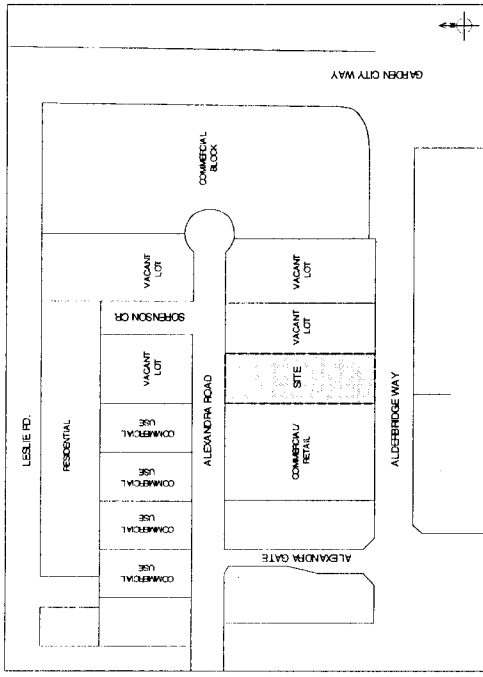 GARDEN CITY WAY
COMMERCIAL
BLOCK
LESLIE RD.
RESIDENTIAL
VACANT
LOT
SORENSON CR.
VACANT
LOT
COMMERCIAL
USE
COMMERCIAL
USE
COMMERCIAL
USE
COMMERCIAL
USE
ALEXANDRA ROAD
VACANT
LOT
VACANT
LOT
SITE
COMMERCIAL/
RETAIL
ALEXANDRA GATE
ALDERBRIDGE WAY